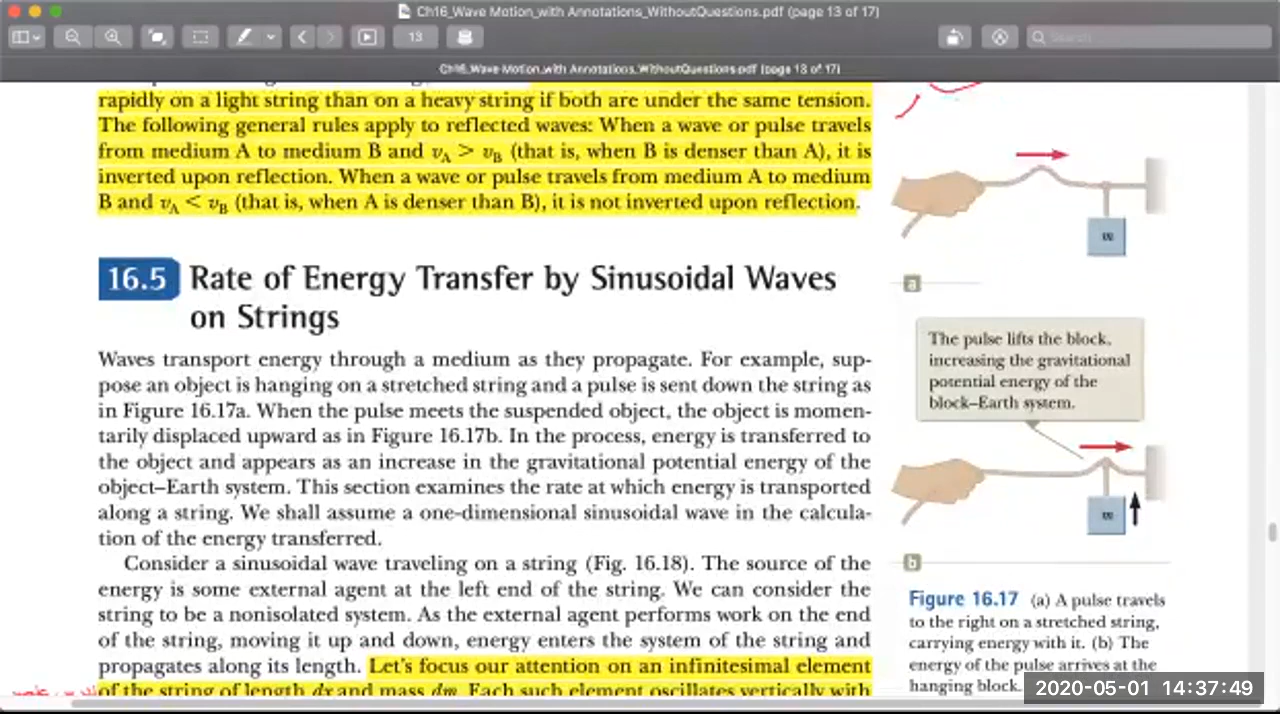 Ch16_Wave Motion_with Annotations_WithoutQuestions.pdf (page 13 of 17)
13
Search
Ch16_Wave Motion_with Annotations_WithoutQuestions.pdf (page 13 of 17)
rapidly on a light string than on a heavy string if both are under the same tension.
The following general rules apply to reflected waves: When a wave or pulse travels
from medium A to medium B and vA > vB (that is, when B is denser than A), it is
inverted upon reflection. When a wave or pulse travels from medium A to medium
B and vA < vB (that is, when A is denser than B), it is not inverted upon reflection.
16.5 Rate of Energy Transfer by Sinusoidal Waves
on Strings
Waves transport energy through a medium as they propagate. For example, sup-
pose an object is hanging on a stretched string and a pulse is sent down the string as
in Figure 16.17a. When the pulse meets the suspended object, the object is momen-
tarily displaced upward as in Figure 16.17b. In the process, energy is transferred to
the object and appears as an increase in the gravitational potential energy of the
object–Earth system. This section examines the rate at which energy is transported
along a string. We shall assume a one-dimensional sinusoidal wave in the calcula-
tion of the energy transferred.
Consider a sinusoidal wave traveling on a string (Fig. 16.18). The source of the
energy is some external agent at the left end of the string. We can consider the
string to be a nonisolated system. As the external agent performs work on the end
of the string, moving it up and down, energy enters the system of the string and
propagates along its length. Let's focus our attention on an infinitesimal element
of the string of length dx and mass dm. Each such element oscillates vertically with
m
a
The pulse lifts the block,
increasing the gravitational
potential energy of the
block–Earth system.
m
b
Figure 16.17 (a) A pulse travels
to the right on a stretched string,
carrying energy with it. (b) The
energy of the pulse arrives at the
hanging block.
2020-05-01 14:37:49